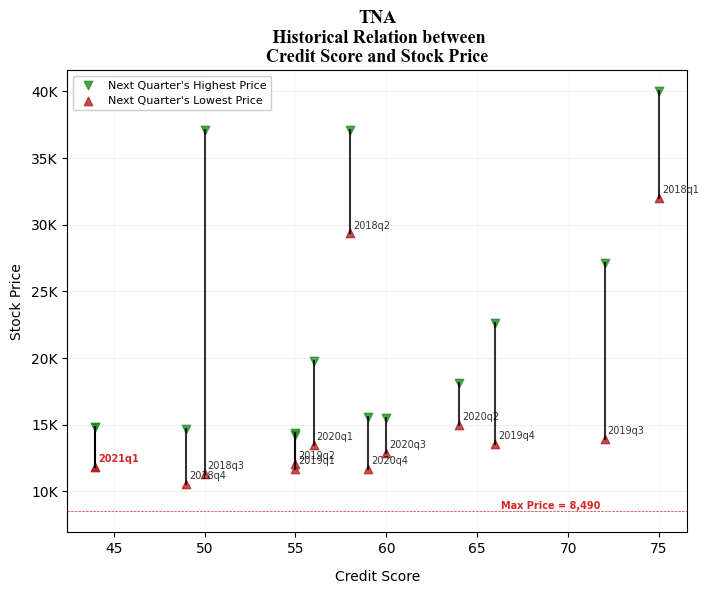 TNA
Historical Relation between
Credit Score and Stock Price
Next Quarter's Highest Price
Next Quarter's Lowest Price
40K
35K
30K
25K
20K
15K
10K
Stock Price
2018q1
2018q2
2020q2
2019q4
2019q3
2020q1
2020q3
2019q2
2019q1
2020q4
2021q1
2018q3
2018q4
Max Price = 8,490
45
50
55
60
65
70
75
Credit Score